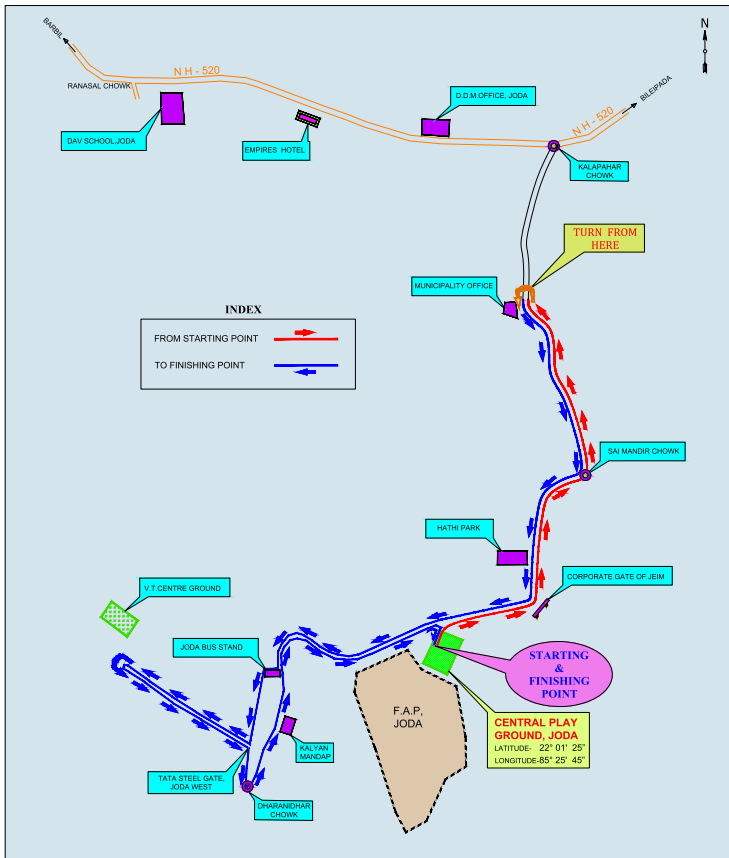 BARBIL
N
N H - 520
RANASAL CHOWK
D.D.M.OFFICE, JODA
BILEIPADA
N H - 520
DAV SCHOOL,JODA
EMPIRES HOTEL
KALAPAHAR
CHOWK
TURN FROM
HERE
MUNICIPALITY OFFICE
INDEX
FROM STARTING POINT
TO FINISHING POINT
SAI MANDIR CHOWK
HATHI PARK
CORPORATE GATE OF JEIM
V.T.CENTRE GROUND
JODA BUS STAND
STARTING
&
FINISHING
POINT
F.A.P,
JODA
CENTRAL PLAY
GROUND, JODA
LATITUDE- 22° 01' 25"
LONGITUDE-85° 25' 45"
KALYAN
MANDAP
TATA STEEL GATE,
JODA WEST
DHARANIDHAR
CHOWK